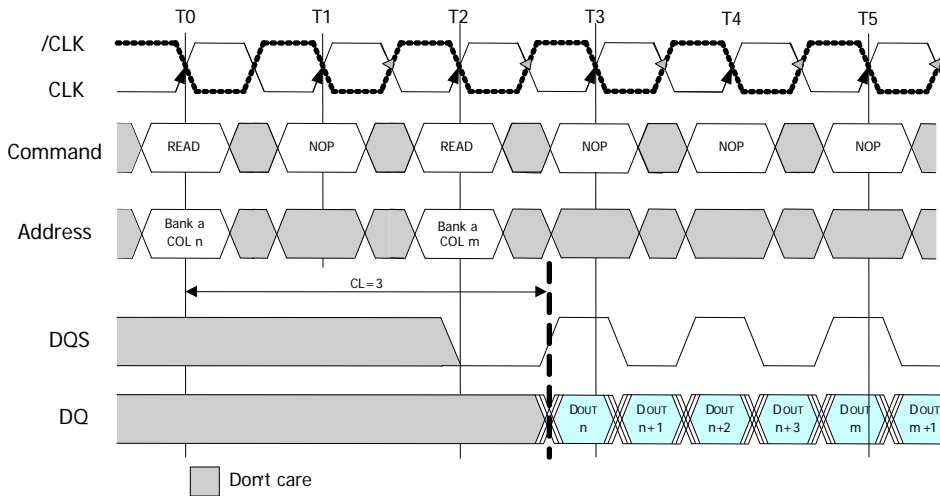 T0 T1 T2 T3 T4 T5
/CLK
CLK
Command READ NOP READ NOP NOP NOP
Address Bank a COL n Bank a COL m
CL=3
DQS
DQ DOUT n DOUT n+1 DOUT n+2 DOUT n+3 DOUT m DOUT m+1
Don't care